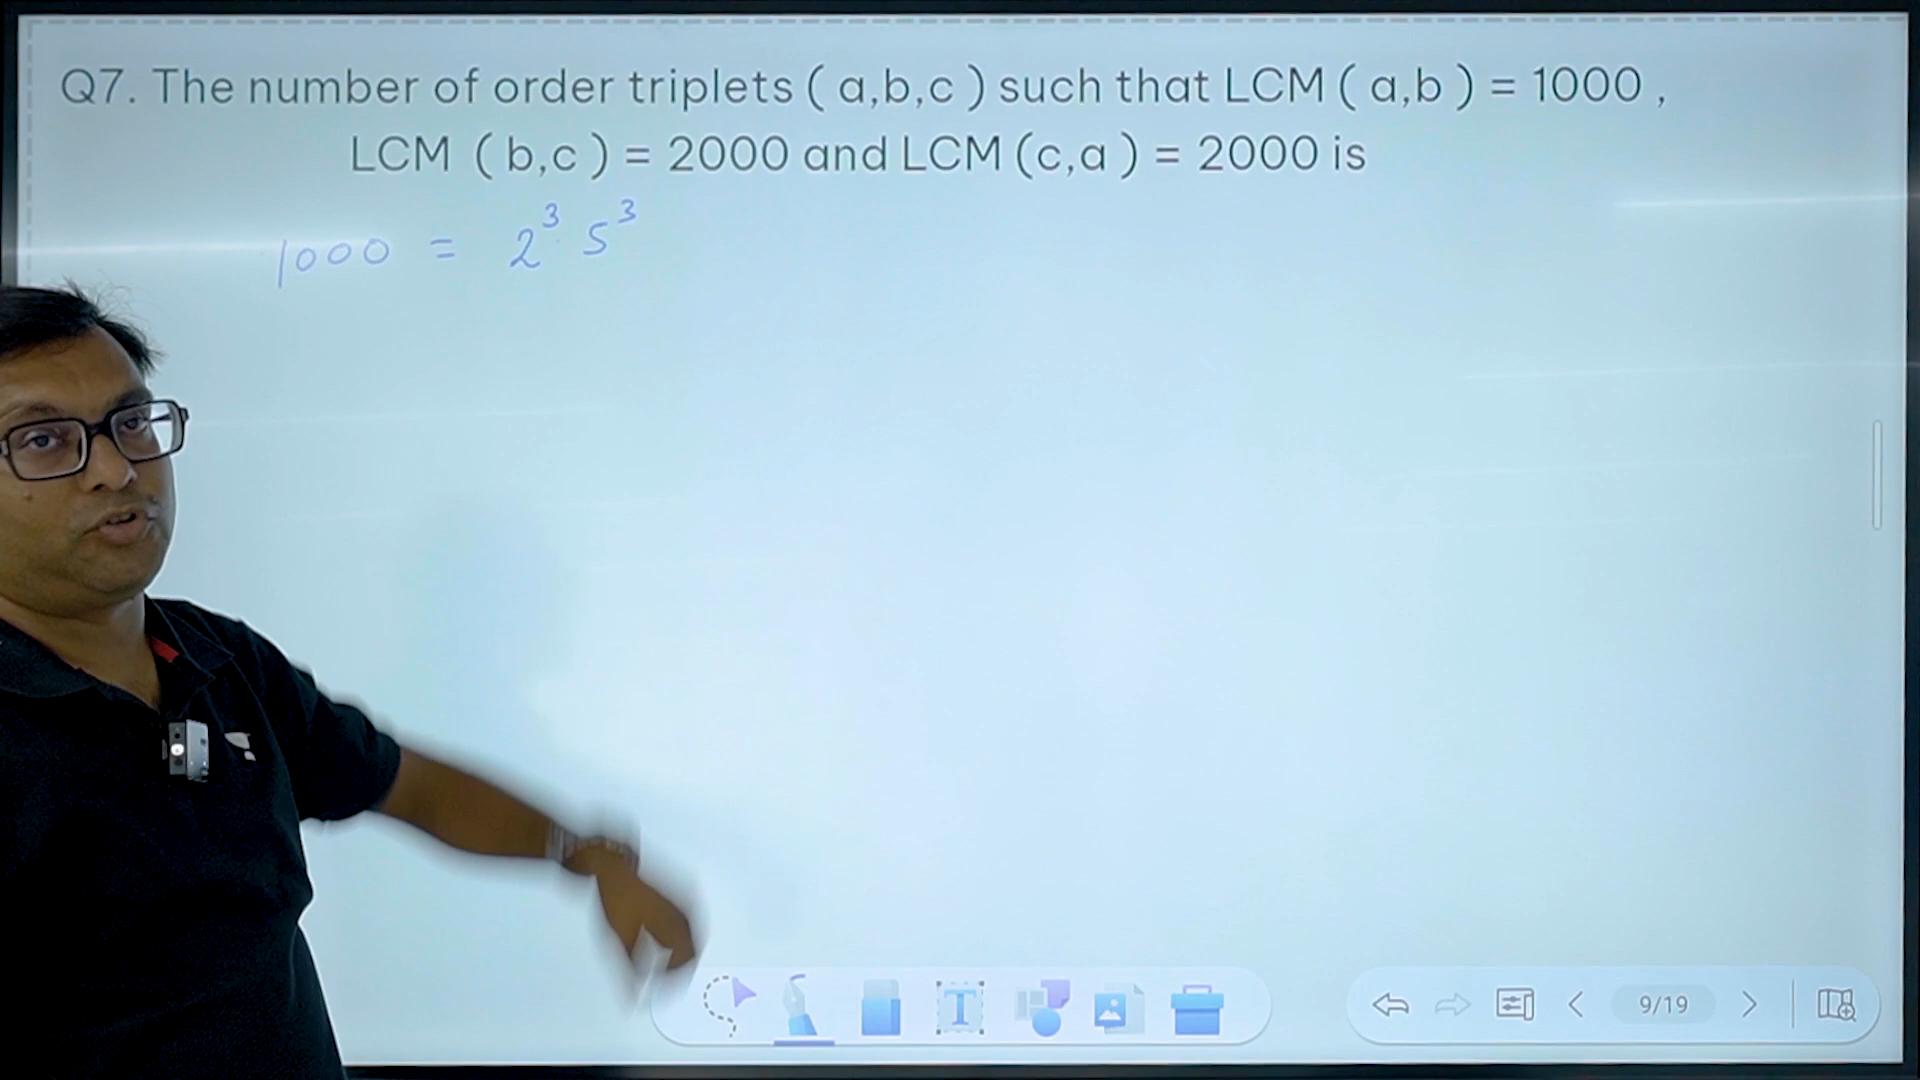 Q7. The number of order triplets ( a,b,c ) such that LCM ( a,b ) = 1000 ,
LCM ( b,c ) = 2000 and LCM (c,a ) = 2000 is
1000 = 2³ · 5³
T
9/19